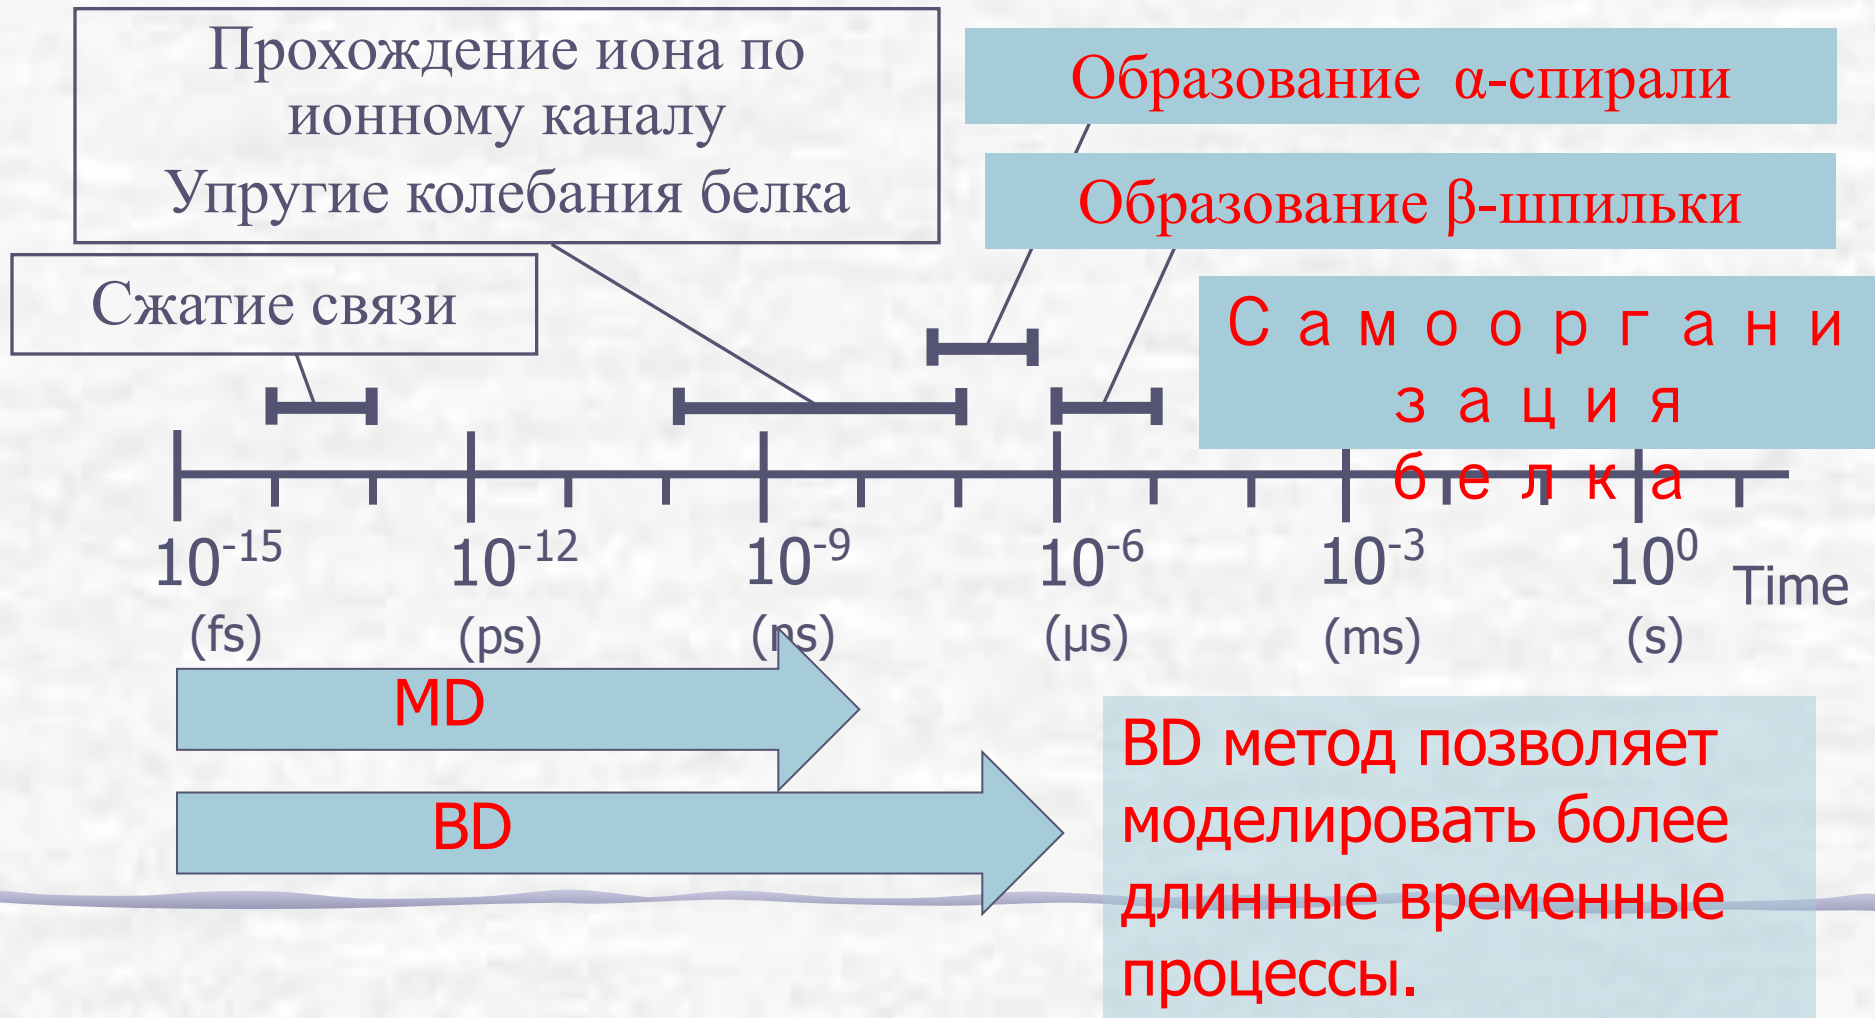 Прохождение иона по
ионному каналу
Упругие колебания белка
Образование α-спирали
Образование β-шпильки
Сжатие связи
С а м о о р г а н и
з а ц и я
б е л к а
10⁻¹⁵ 10⁻¹² 10⁻⁹ 10⁻⁶ 10⁻³ 10⁰ Time
(fs) (ps) (ns) (μs) (ms) (s)
MD
BD
BD метод позволяет
моделировать более
длинные временные
процессы.